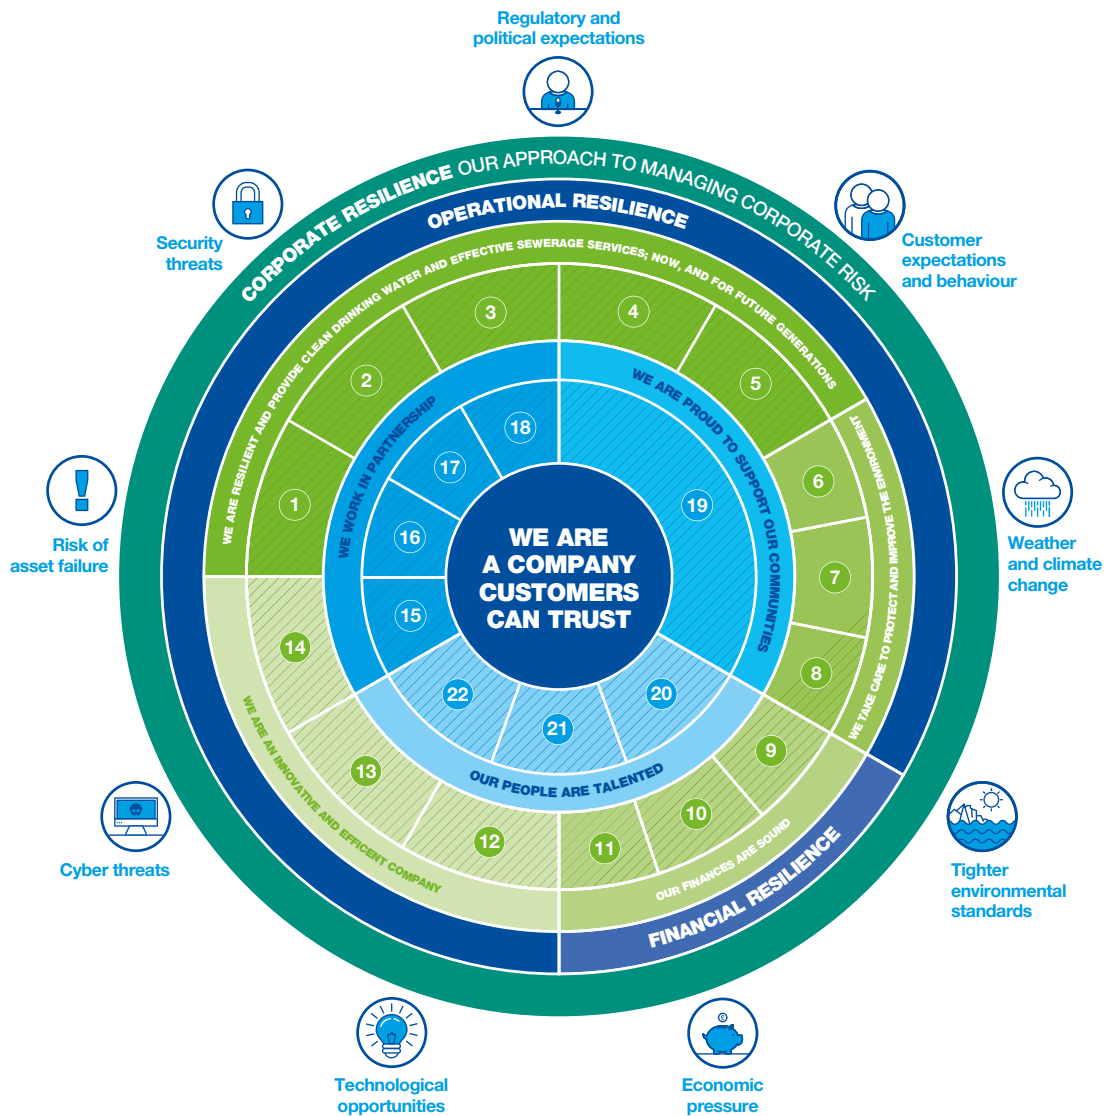 Regulatory and
political expectations
Security
threats
Customer
expectations
and behaviour
CORPORATE RESILIENCE OUR APPROACH TO MANAGING CORPORATE RISK
OPERATIONAL RESILIENCE
WE ARE RESILIENT AND PROVIDE CLEAN DRINKING WATER AND EFFECTIVE SEWERAGE SERVICES; NOW, AND FOR FUTURE GENERATIONS
1
2
3
4
5
WE TAKE CARE TO PROTECT AND IMPROVE THE ENVIRONMENT
6
7
8
FINANCIAL RESILIENCE
OUR FINANCES ARE SOUND
9
10
11
WE ARE AN INNOVATIVE AND EFFICENT COMPANY
12
13
14
WE WORK IN PARTNERSHIP
15
16
17
18
WE ARE PROUD TO SUPPORT OUR COMMUNITIES
19
OUR PEOPLE ARE TALENTED
20
21
22
WE ARE
A COMPANY
CUSTOMERS
CAN TRUST
Risk of
asset failure
Weather
and climate
change
Cyber threats
Tighter
environmental
standards
Technological
opportunities
£
Economic
pressure